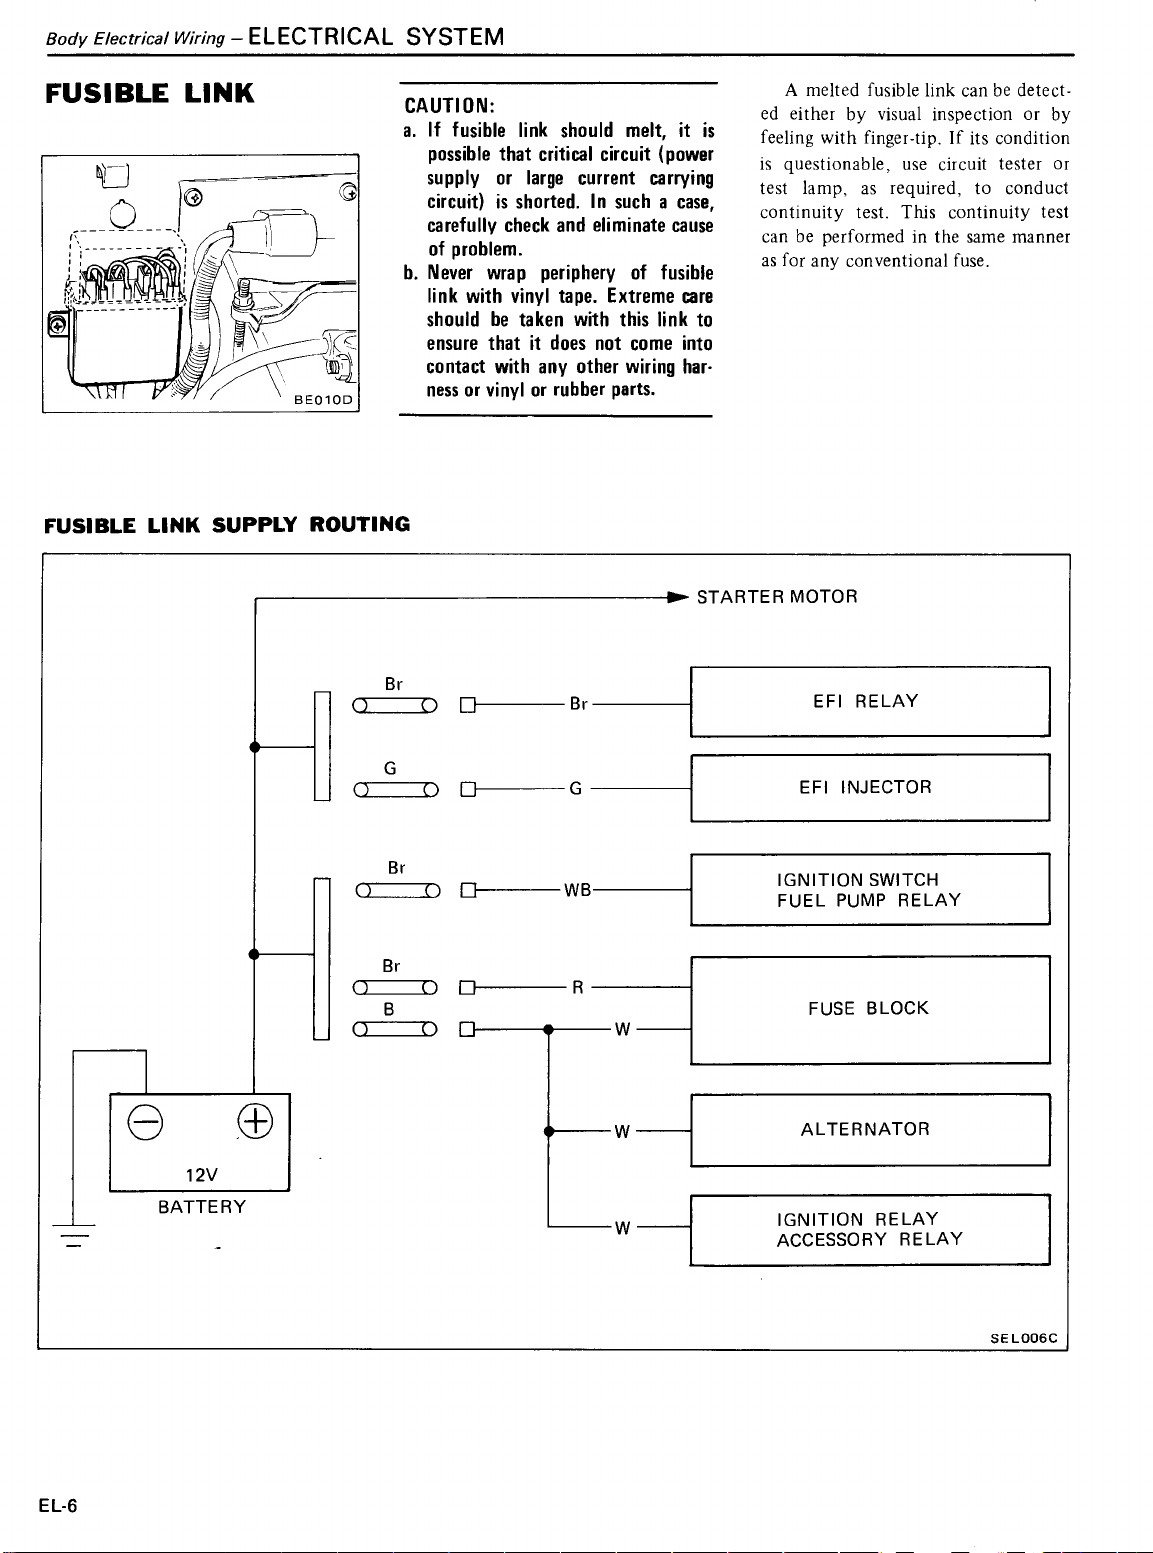 Body Electrical Wiring – ELECTRICAL SYSTEM
FUSIBLE LINK
BE010D
CAUTION:
a. If fusible link should melt, it is
possible that critical circuit (power
supply or large current carrying
circuit) is shorted. In such a case,
carefully check and eliminate cause
of problem.
b. Never wrap periphery of fusible
link with vinyl tape. Extreme care
should be taken with this link to
ensure that it does not come into
contact with any other wiring har-
ness or vinyl or rubber parts.
A melted fusible link can be detect-
ed either by visual inspection or by
feeling with finger-tip. If its condition
is questionable, use circuit tester or
test lamp, as required, to conduct
continuity test. This continuity test
can be performed in the same manner
as for any conventional fuse.
FUSIBLE LINK SUPPLY ROUTING
STARTER MOTOR
Br
Br
EFI RELAY
G
G
EFI INJECTOR
Br
WB
IGNITION SWITCH
FUEL PUMP RELAY
Br
R
B
W
FUSE BLOCK
W
ALTERNATOR
W
IGNITION RELAY
ACCESSORY RELAY
12V
BATTERY
SEL006C
EL-6